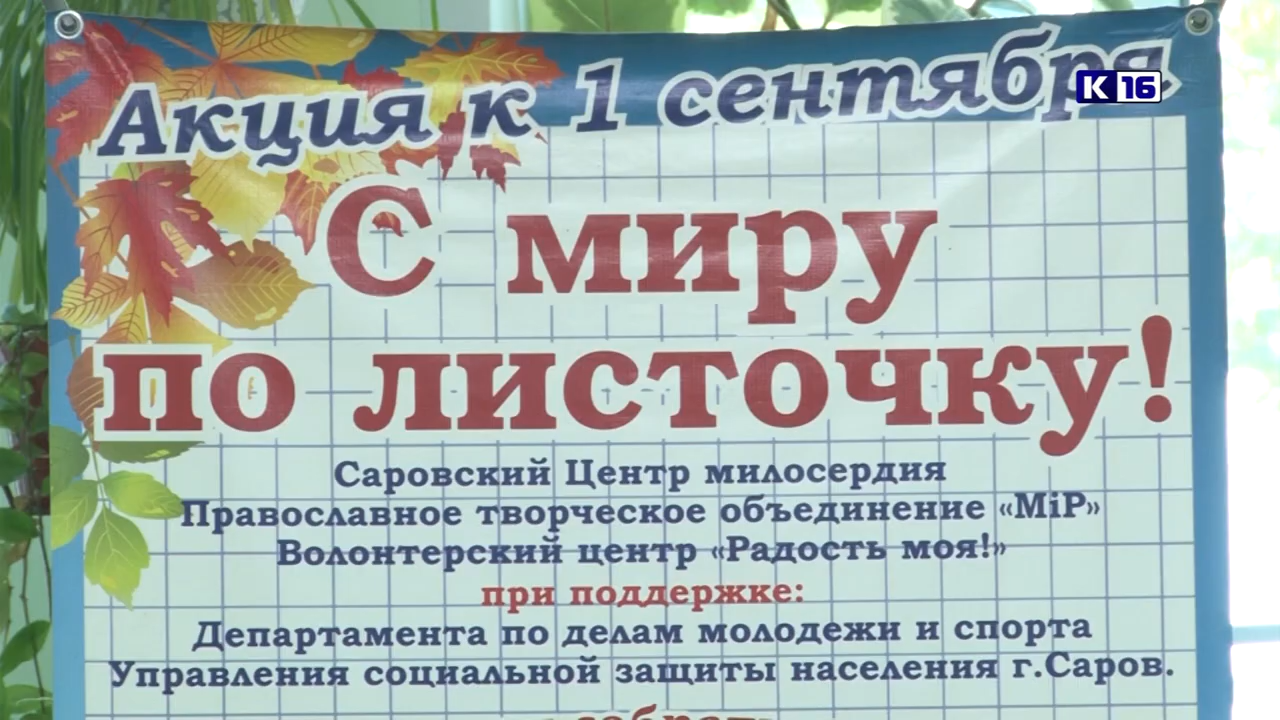 Акция к 1 сентября
К 16
С миру
по листочку!
Саровский Центр милосердия
Православное творческое объединение «МiР»
Волонтерский центр «Радость моя!»
при поддержке:
Департамента по делам молодежи и спорта
Управления социальной защиты населения г.Саров.